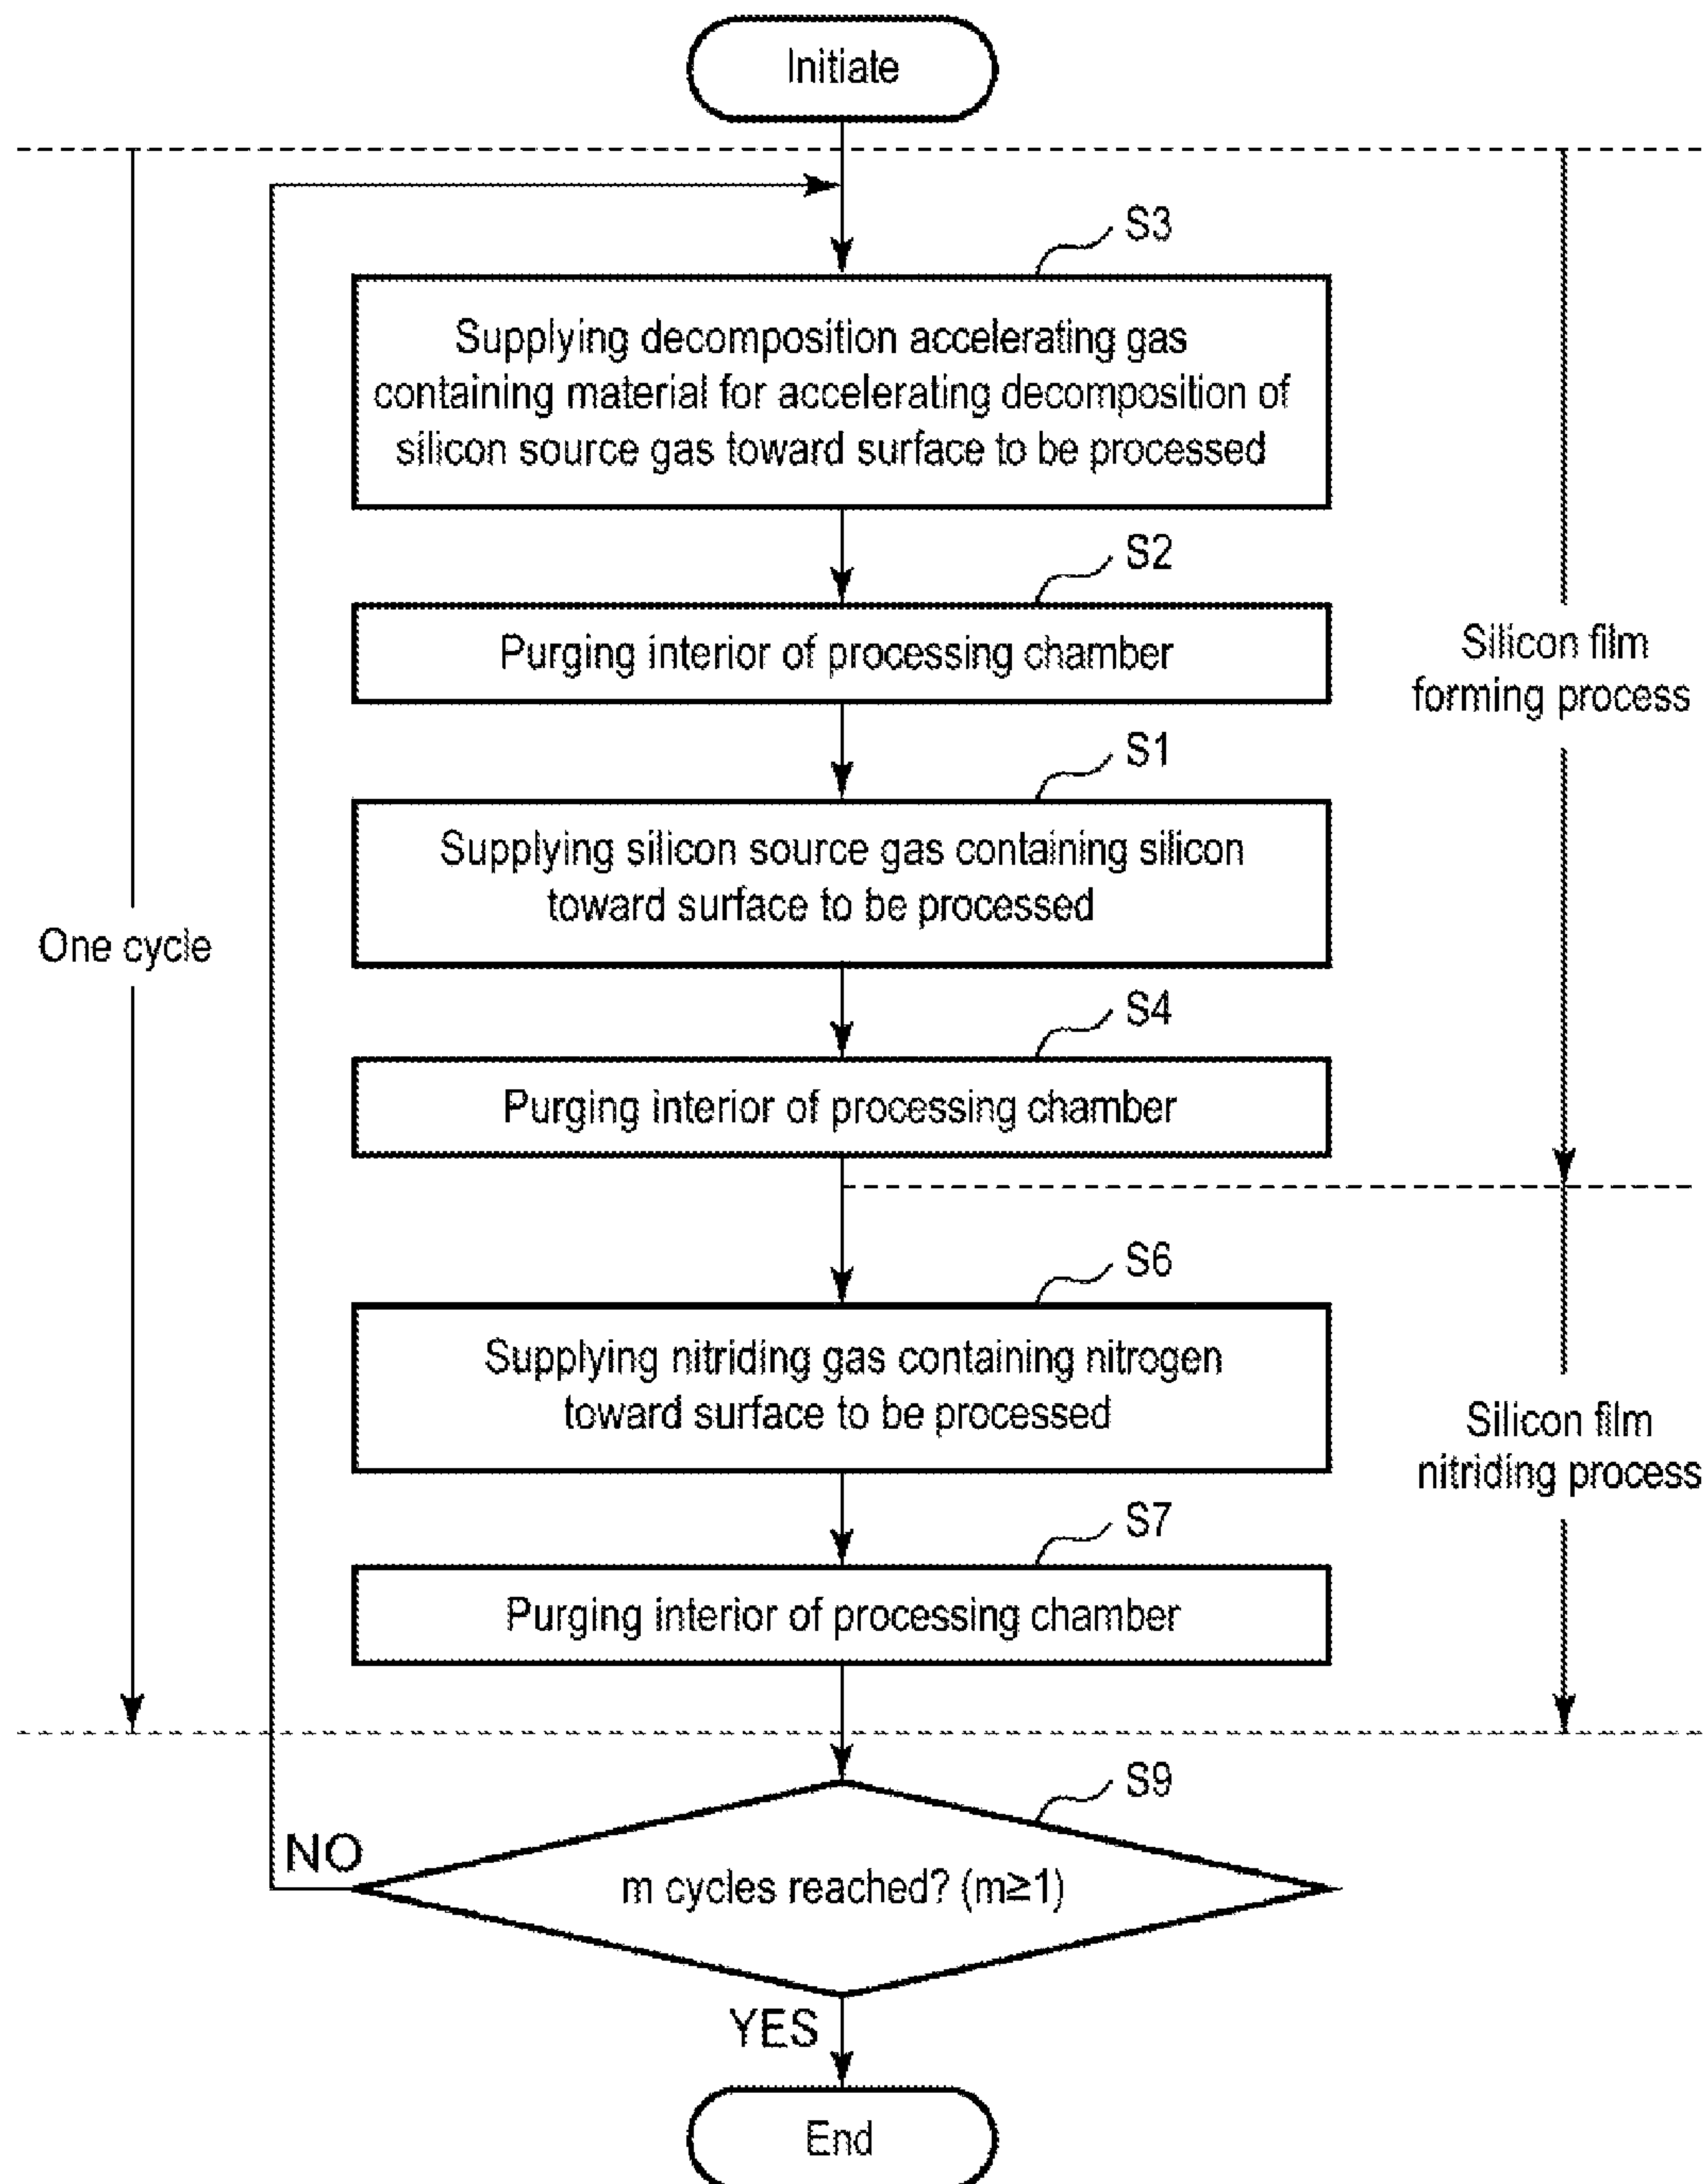 Initiate
S3
Supplying decomposition accelerating gas
containing material for accelerating decomposition of
silicon source gas toward surface to be processed
S2
Purging interior of processing chamber
Silicon film
forming process
S1
Supplying silicon source gas containing silicon
toward surface to be processed
One cycle
S4
Purging interior of processing chamber
S6
Supplying nitriding gas containing nitrogen
toward surface to be processed
Silicon film
nitriding process
S7
Purging interior of processing chamber
S9
NO
m cycles reached? (m≥1)
YES
End